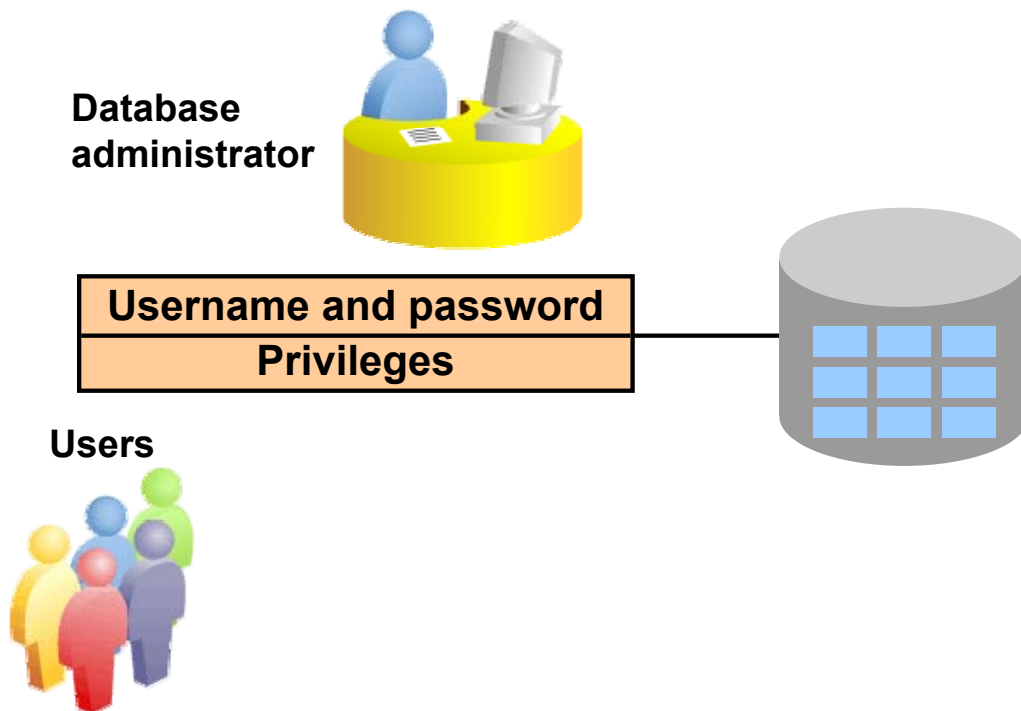 Database
administrator
Username and password
Privileges
Users